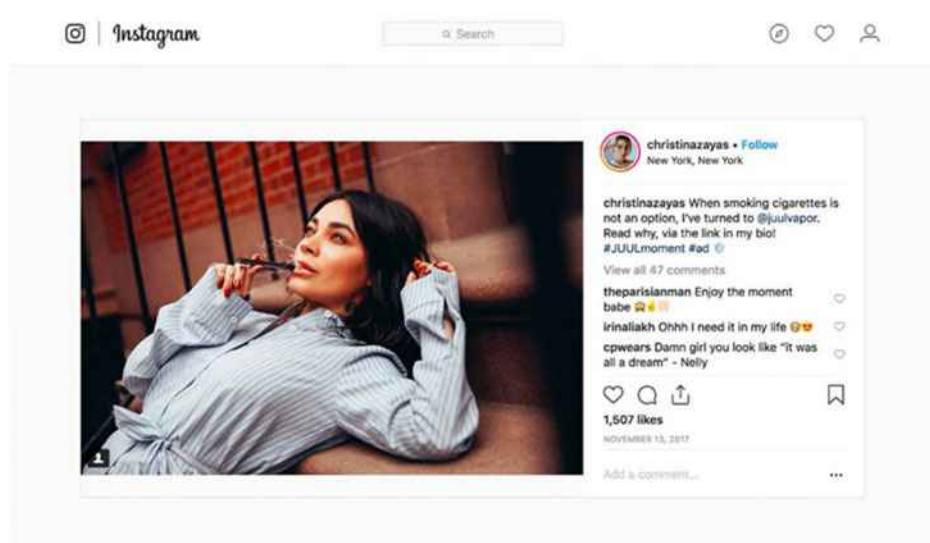 Instagram
Search
christinazayas • Follow
New York, New York
christinazayas When smoking cigarettes is
not an option, I've turned to @juulvapor.
Read why, via the link in my bio!
#JUULmoment #ad
View all 47 comments
theparisianman Enjoy the moment
babe
irinaliakh Ohhh I need it in my life
cpwears Damn girl you look like "it was
all a dream" - Nelly
1,507 likes
NOVEMBER 13, 2017
Add a comment...